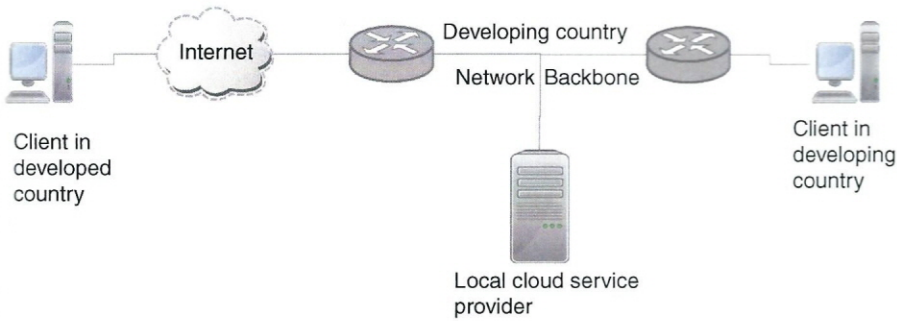 Internet
Developing country
Network Backbone
Client in
developed
country
Client in
developing
country
Local cloud service
provider